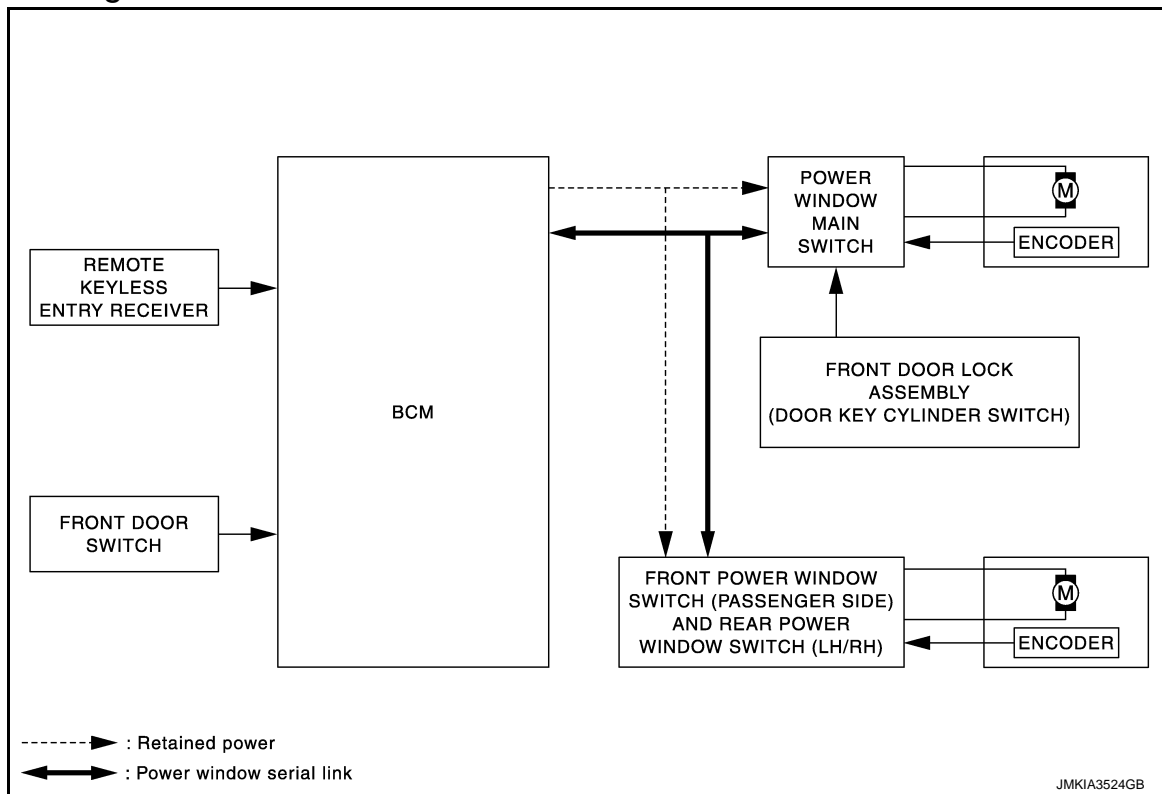 REMOTE
KEYLESS
ENTRY RECEIVER
FRONT DOOR
SWITCH
BCM
POWER
WINDOW
MAIN
SWITCH
M
ENCODER
FRONT DOOR LOCK
ASSEMBLY
(DOOR KEY CYLINDER SWITCH)
FRONT POWER WINDOW
SWITCH (PASSENGER SIDE)
AND REAR POWER
WINDOW SWITCH (LH/RH)
M
ENCODER
: Retained power
: Power window serial link
JMKIA3524GB